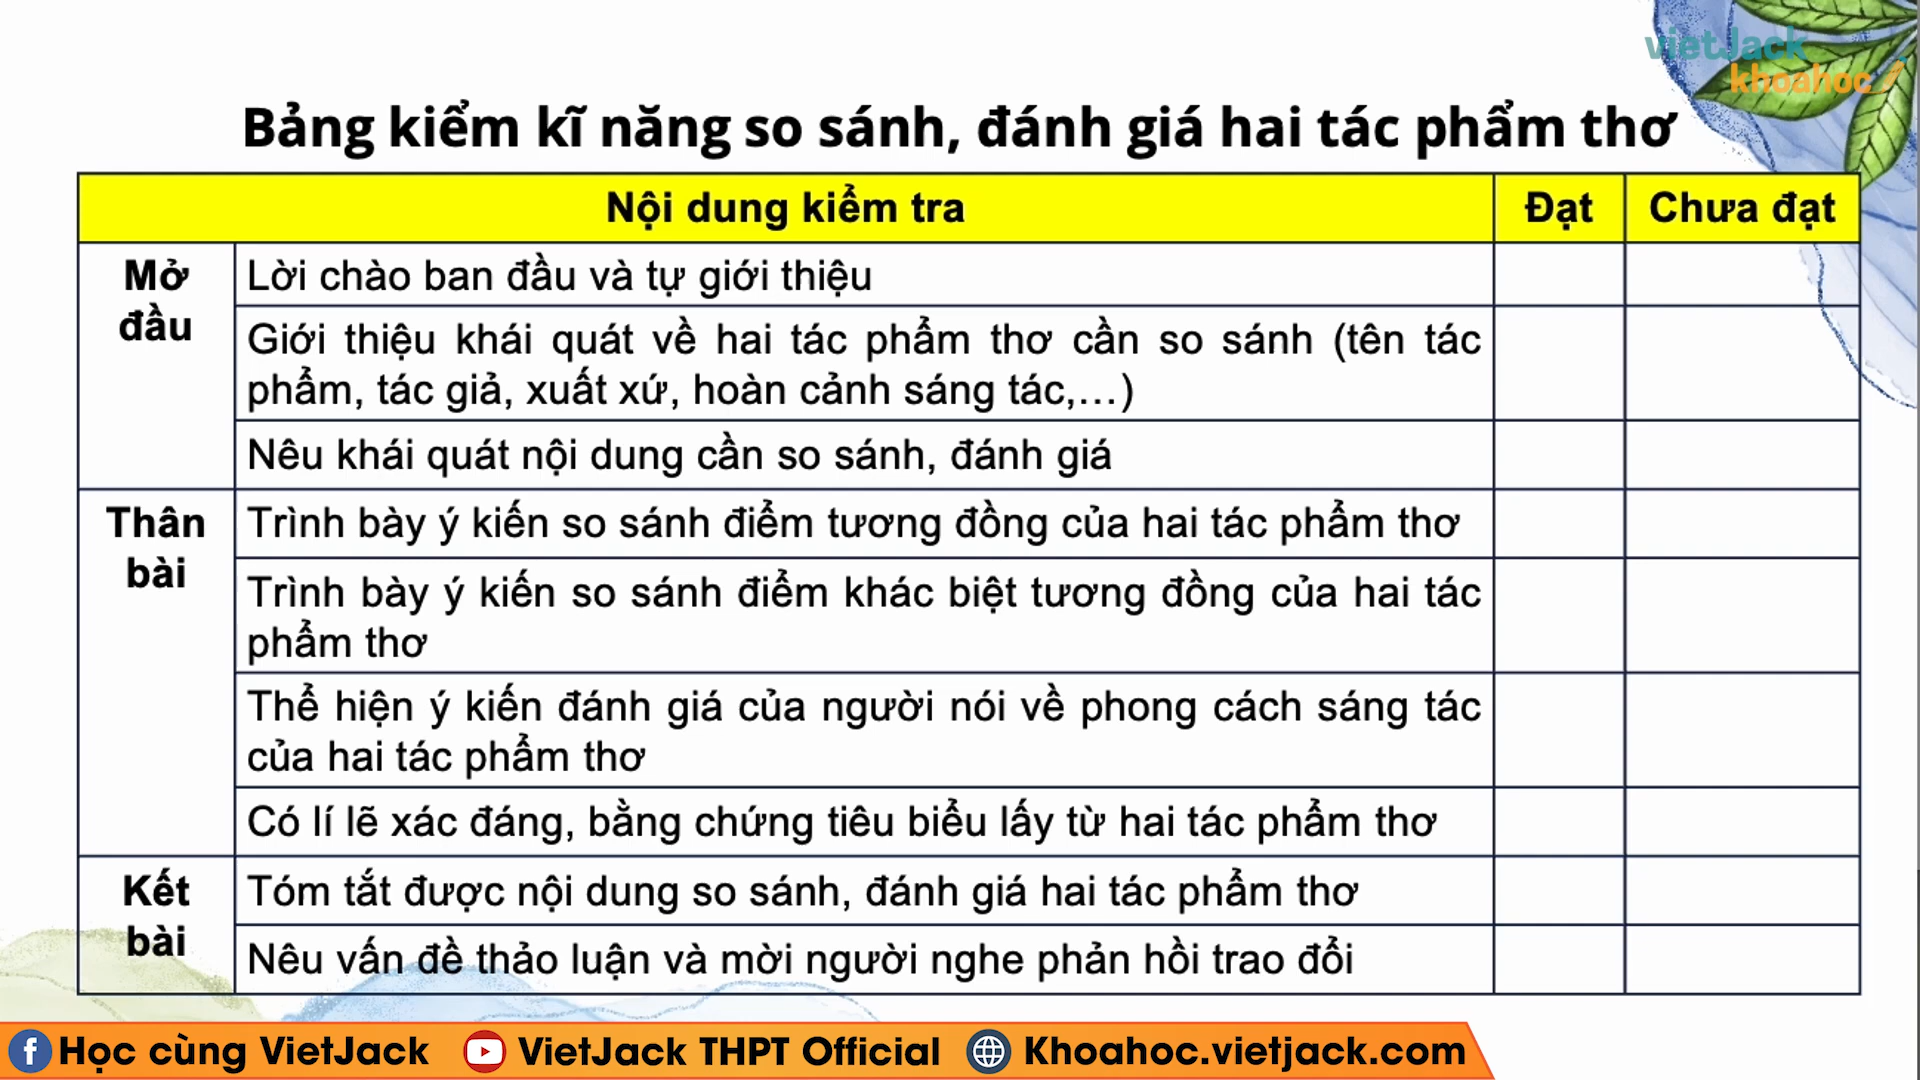 vietJack
khoahoc
Bảng kiểm kĩ năng so sánh, đánh giá hai tác phẩm thơ
Nội dung kiểm tra
Đạt
Chưa đạt
Mở
đầu
Lời chào ban đầu và tự giới thiệu
Giới thiệu khái quát về hai tác phẩm thơ cần so sánh (tên tác
phẩm, tác giả, xuất xứ, hoàn cảnh sáng tác,...)
Nêu khái quát nội dung cần so sánh, đánh giá
Thân
bài
Trình bày ý kiến so sánh điểm tương đồng của hai tác phẩm thơ
Trình bày ý kiến so sánh điểm khác biệt tương đồng của hai tác
phẩm thơ
Thể hiện ý kiến đánh giá của người nói về phong cách sáng tác
của hai tác phẩm thơ
Có lí lẽ xác đáng, bằng chứng tiêu biểu lấy từ hai tác phẩm thơ
Kết
bài
Tóm tắt được nội dung so sánh, đánh giá hai tác phẩm thơ
Nêu vấn đề thảo luận và mời người nghe phản hồi trao đổi
Học cùng VietJack
VietJack THPT Official
Khoahoc.vietjack.com